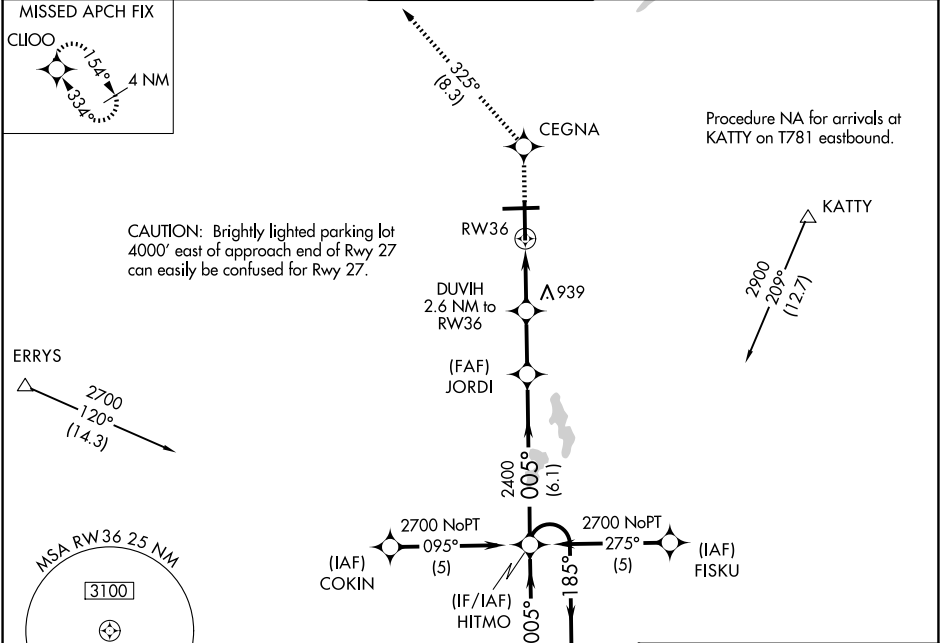 MISSED APCH FIX
CLIOO
154°
4 NM
334°
325°
(8.3)
CEGNA
Procedure NA for arrivals at
KATTY on T781 eastbound.
KATTY
2900
209°
(12.7)
RW36
CAUTION: Brightly lighted parking lot
4000' east of approach end of Rwy 27
can easily be confused for Rwy 27.
DUVIH
2.6 NM to
RW36
939
ERRYS
2700
120°
(14.3)
(FAF)
JORDI
2400
005°
(6.1)
2700 NoPT
095°
(5)
(IAF)
COKIN
2700 NoPT
275°
(5)
(IAF)
FISKU
(IF/IAF)
HITMO
005°
185°
MSA RW36 25 NM
3100